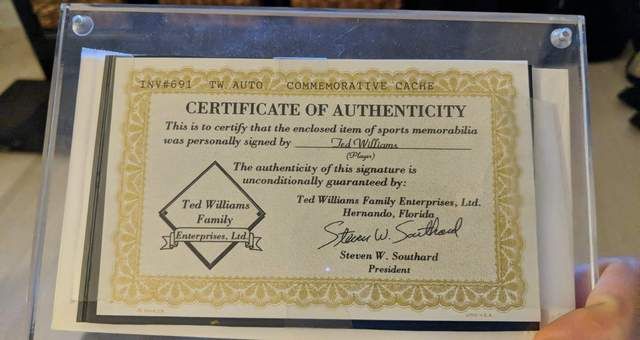 INV#691 TW AUTO COMMEMORATIVE CACHE
CERTIFICATE OF AUTHENTICITY
This is to certify that the enclosed item of sports memorabilia
was personally signed by Ted Williams
(Player)
The authenticity of this signature is
unconditionally guaranteed by:
Ted Williams
Family
Enterprises, Ltd.
Ted Williams Family Enterprises, Ltd.
Hernando, Florida
Steven W. Southard
Steven W. Southard
President